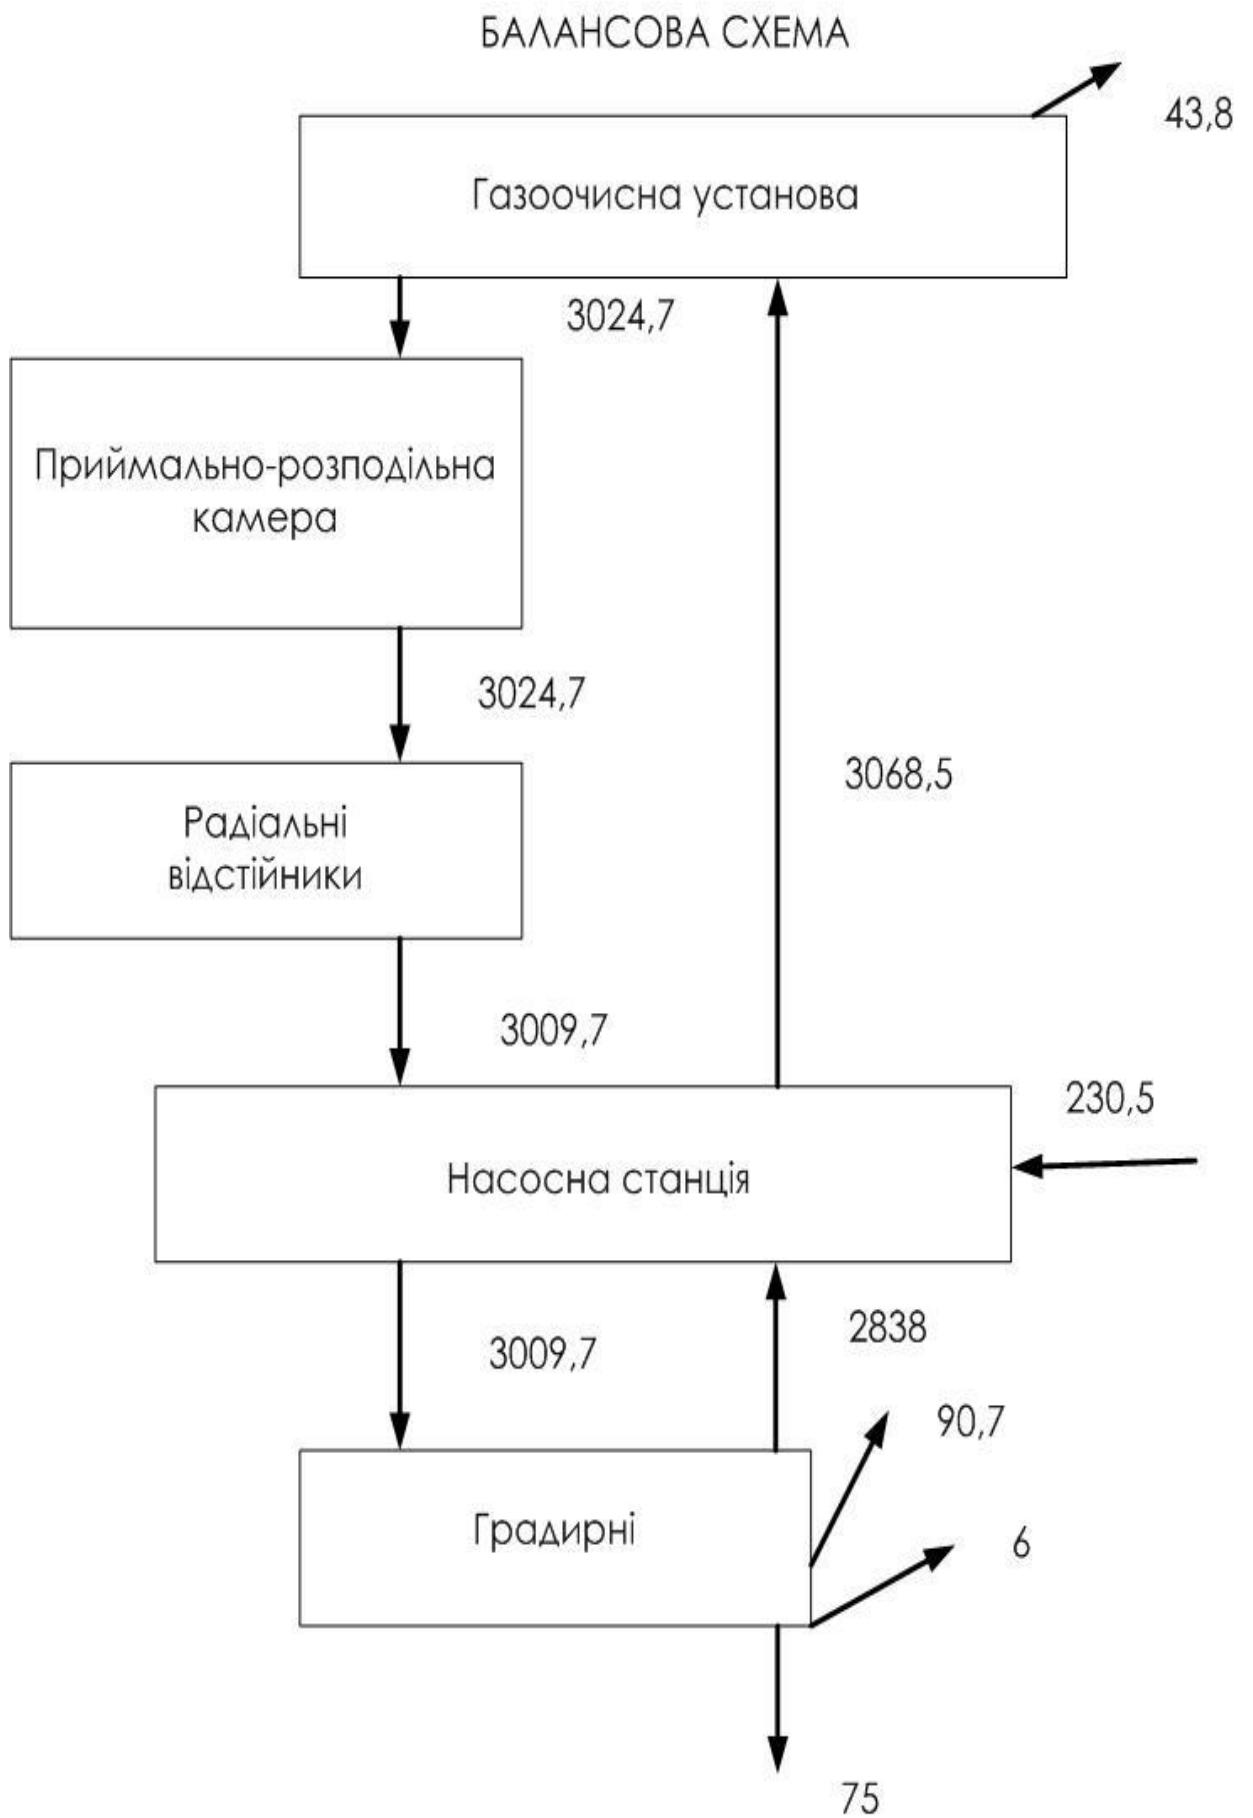 БАЛАНСОВА СХЕМА
43,8
Газоочисна установа
3024,7
Приймально-розподільна
камера
3024,7
3068,5
Радіальні
відстійники
3009,7
230,5
Насосна станція
2838
3009,7
90,7
Градирні
6
75